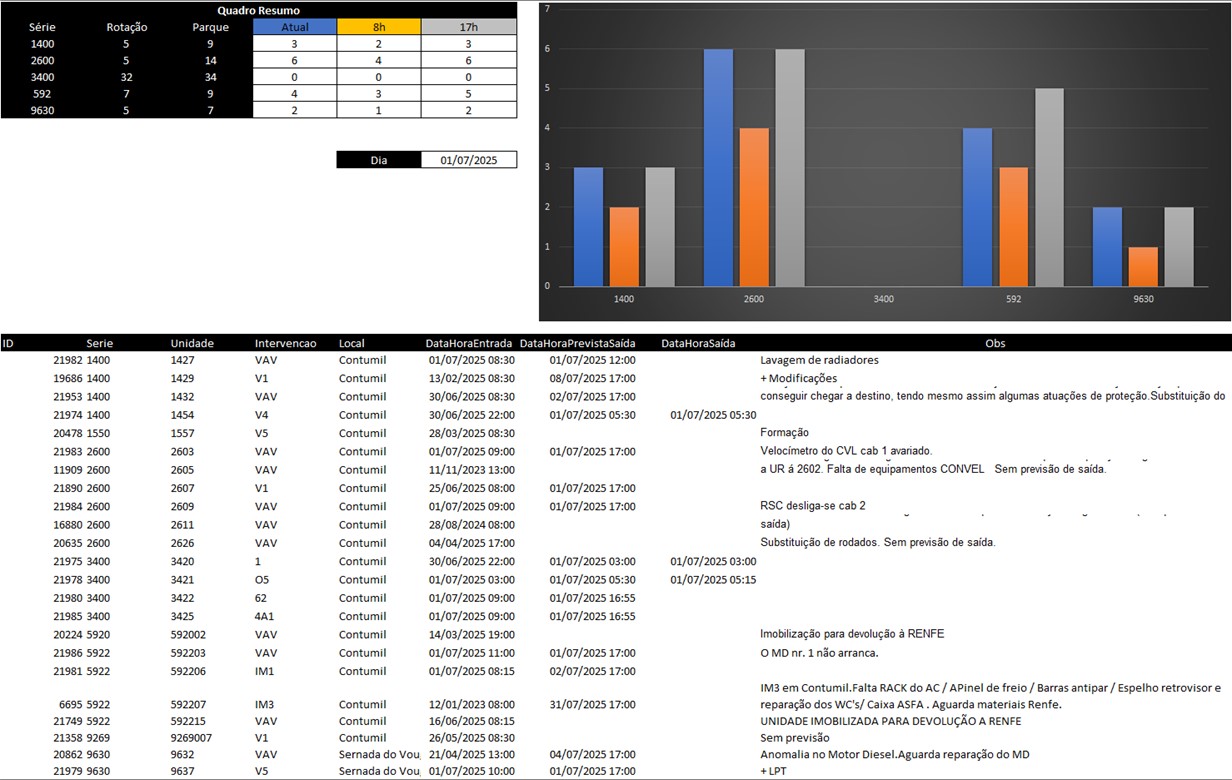 Quadro Resumo
Série Rotação Parque Atual 8h 17h
1400 5 9 3 2 3
2600 5 14 6 4 6
3400 32 34 0 0 0
592 7 9 4 3 5
9630 5 7 2 1 2
Dia 01/07/2025
7
6
5
4
3
2
1
0
1400 2600 3400 592 9630
ID Serie Unidade Intervencao Local DataHoraEntrada DataHoraPrevistaSaída DataHoraSaída Obs
21982 1400 1427 VAV Contumil 01/07/2025 08:30 01/07/2025 12:00 Lavagem de radiadores
19686 1400 1429 V1 Contumil 13/02/2025 08:30 08/07/2025 17:00 + Modificações
21953 1400 1432 VAV Contumil 30/06/2025 08:30 02/07/2025 17:00 conseguir chegar a destino, tendo mesmo assim algumas atuações de proteção.Substituição do
21974 1400 1454 V4 Contumil 30/06/2025 22:00 01/07/2025 05:30 01/07/2025 05:30
20478 1550 1557 V5 Contumil 28/03/2025 08:30 Formação
21983 2600 2603 VAV Contumil 01/07/2025 09:00 01/07/2025 17:00 Velocímetro do CVL cab 1 avariado.
11909 2600 2605 VAV Contumil 11/11/2023 13:00 a UR á 2602. Falta de equipamentos CONVEL Sem previsão de saída.
21890 2600 2607 V1 Contumil 25/06/2025 08:00 01/07/2025 17:00
21984 2600 2609 VAV Contumil 01/07/2025 09:00 01/07/2025 17:00 RSC desliga-se cab 2
16880 2600 2611 VAV Contumil 28/08/2024 08:00 saída)
20635 2600 2626 VAV Contumil 04/04/2025 17:00 Substituição de rodados. Sem previsão de saída.
21975 3400 3420 1 Contumil 30/06/2025 22:00 01/07/2025 03:00 01/07/2025 03:00
21978 3400 3421 O5 Contumil 01/07/2025 03:00 01/07/2025 05:30 01/07/2025 05:15
21980 3400 3422 62 Contumil 01/07/2025 09:00 01/07/2025 16:55
21985 3400 3425 4A1 Contumil 01/07/2025 09:00 01/07/2025 16:55
20224 5920 592002 VAV Contumil 14/03/2025 19:00 Imobilização para devolução à RENFE
21986 5922 592203 VAV Contumil 01/07/2025 11:00 01/07/2025 17:00 O MD nr. 1 não arranca.
21981 5922 592206 IM1 Contumil 01/07/2025 08:15 02/07/2025 17:00
IM3 em Contumil.Falta RACK do AC / APinel de freio / Barras antipar / Espelho retrovisor e
6695 5922 592207 IM3 Contumil 12/01/2023 08:00 31/07/2025 17:00 reparação dos WC's/ Caixa ASFA . Aguarda materiais Renfe.
21749 5922 592215 VAV Contumil 16/06/2025 08:15 UNIDADE IMOBILIZADA PARA DEVOLUÇÃO A RENFE
21358 9269 9269007 V1 Contumil 26/05/2025 08:30 Sem previsão
20862 9630 9632 VAV Sernada do Vou 21/04/2025 13:00 04/07/2025 17:00 Anomalia no Motor Diesel.Aguarda reparação do MD
21979 9630 9637 V5 Sernada do Vou 01/07/2025 10:00 01/07/2025 17:00 + LPT